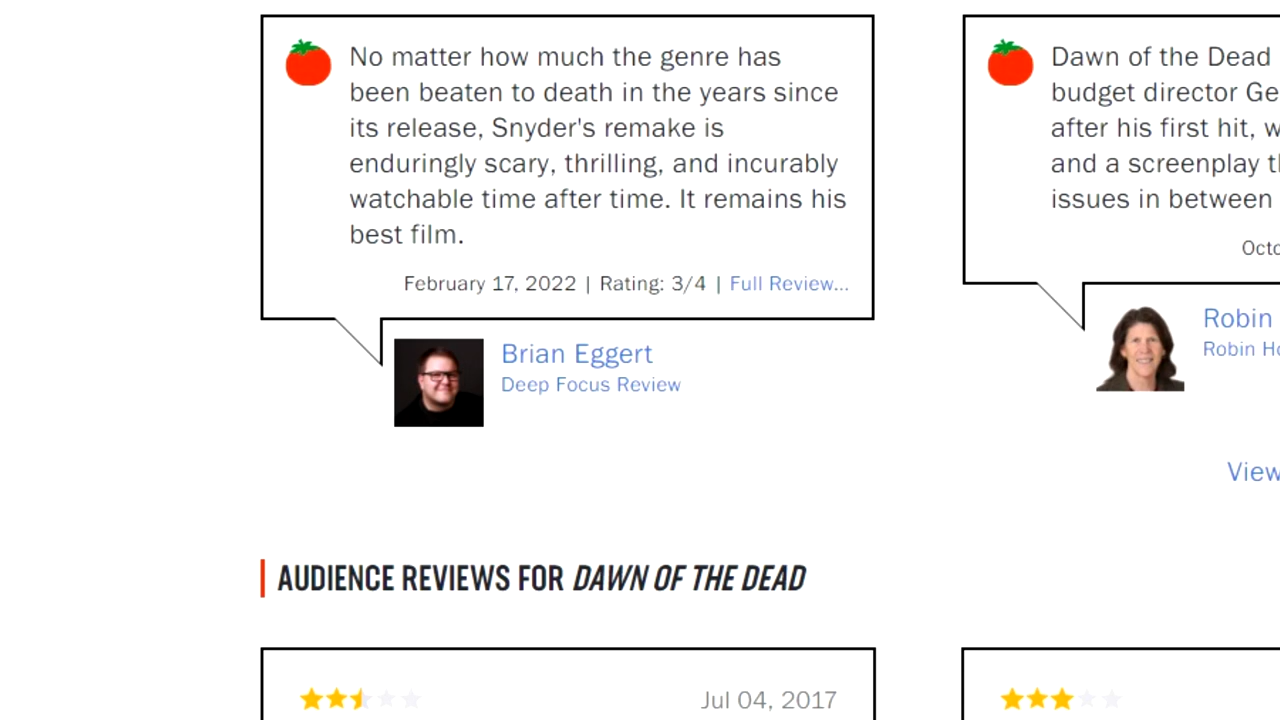 No matter how much the genre has
been beaten to death in the years since
its release, Snyder's remake is
enduringly scary, thrilling, and incurably
watchable time after time. It remains his
best film.
February 17, 2022 | Rating: 3/4 | Full Review...
Brian Eggert
Deep Focus Review
Dawn of the Dead
budget director Ge
after his first hit, w
and a screenplay th
issues in between
Octo
Robin
Robin Ho
View
AUDIENCE REVIEWS FOR DAWN OF THE DEAD
Jul 04, 2017